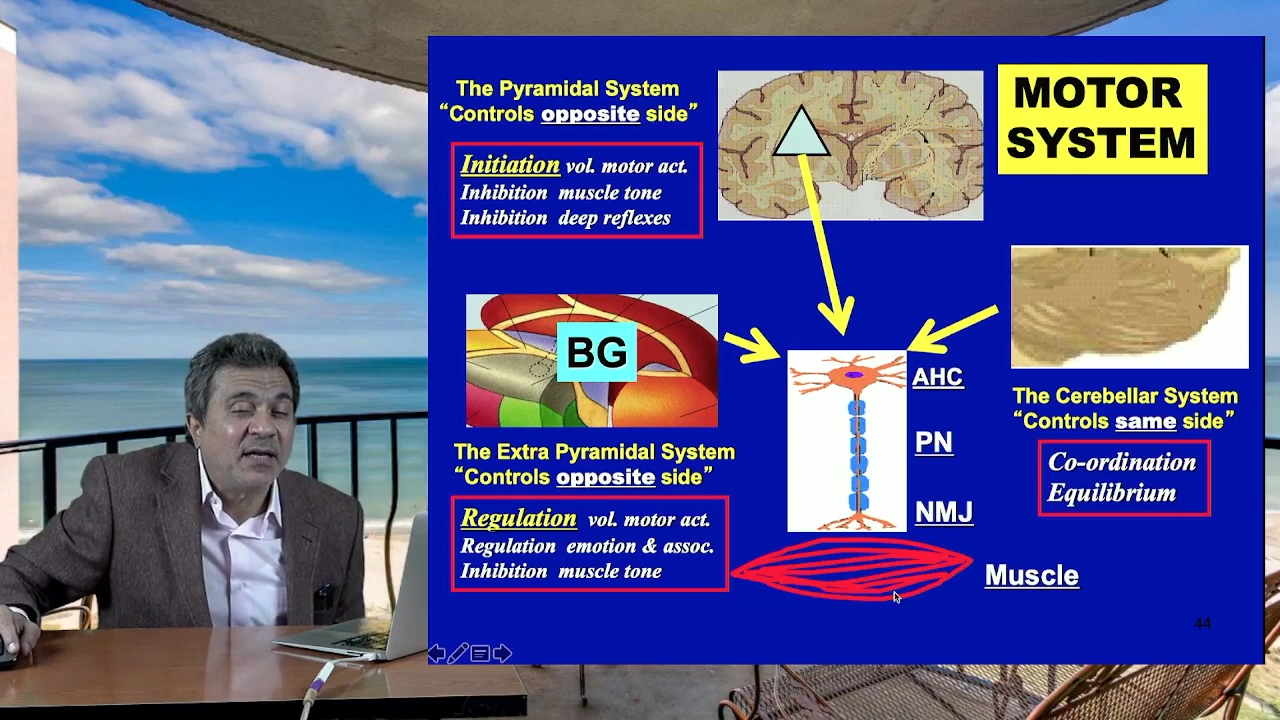 The Pyramidal System
“Controls opposite side”
Initiation vol. motor act.
Inhibition muscle tone
Inhibition deep reflexes
MOTOR
SYSTEM
BG
The Extra Pyramidal System
“Controls opposite side”
Regulation vol. motor act.
Regulation emotion & assoc.
Inhibition muscle tone
AHC
PN
NMJ
Muscle
The Cerebellar System
“Controls same side”
Co-ordination
Equilibrium
44